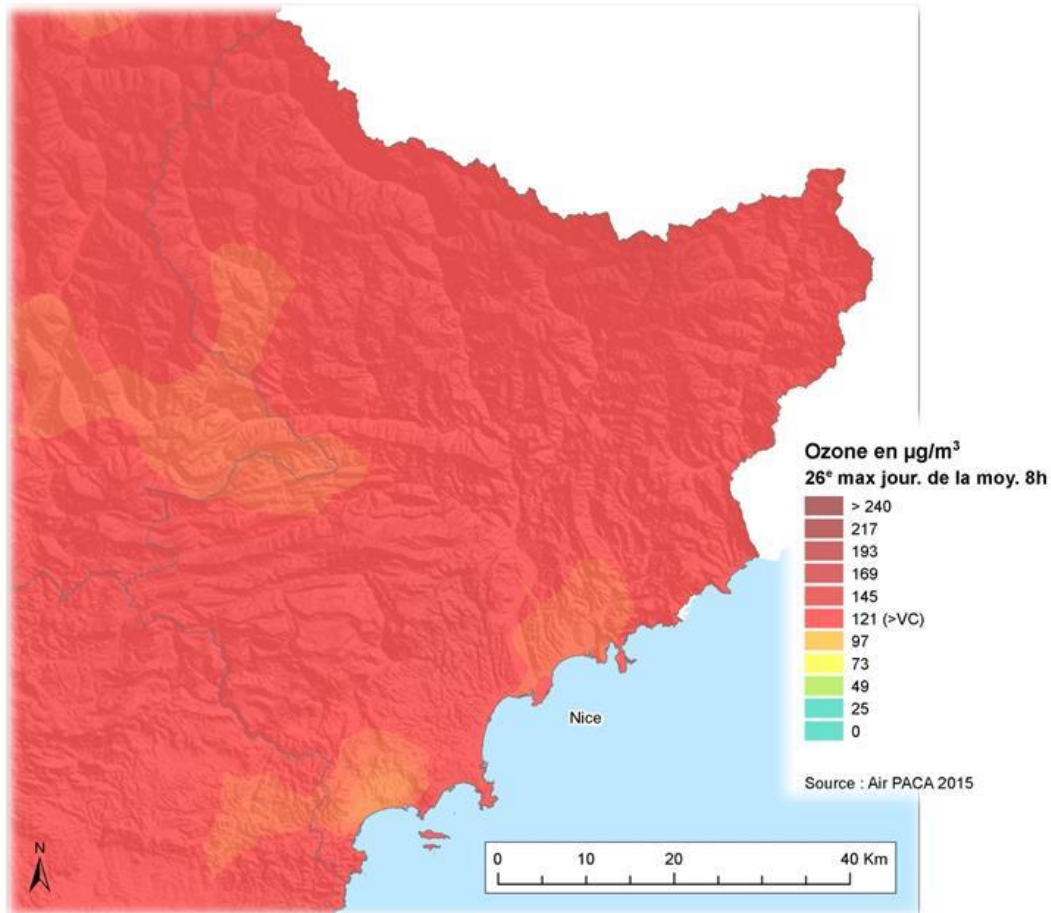 Ozone en µg/m³
26ᵉ max jour. de la moy. 8h
> 240
217
193
169
145
121 (>VC)
97
73
49
25
0
Nice
Source : Air PACA 2015
N
0 10 20 40 Km